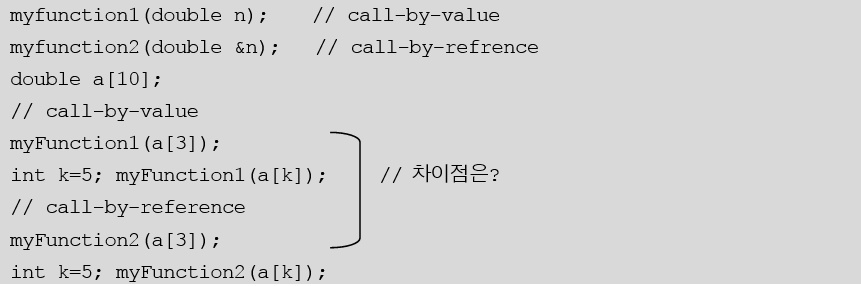 myfunction1(double n);    // call-by-value
myfunction2(double &n);   // call-by-refrence
double a[10];
// call-by-value
myFunction1(a[3]);
int k=5; myFunction1(a[k]);    // 차이점은?
// call-by-reference
myFunction2(a[3]);
int k=5; myFunction2(a[k]);